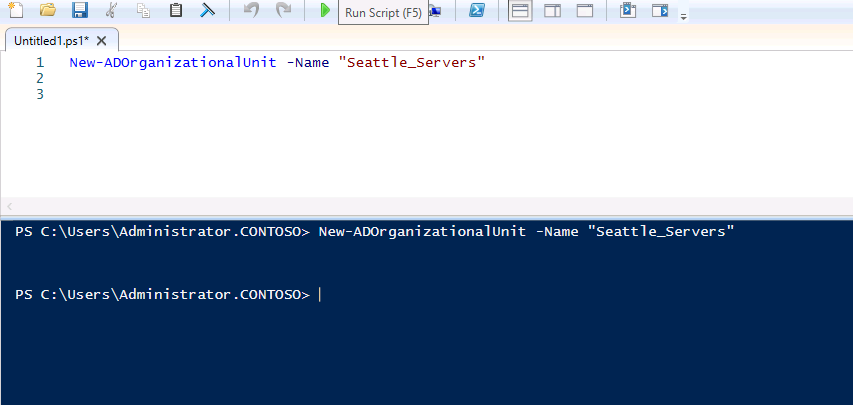 Run Script (F5)
Untitled1.ps1*
1 New-ADOrganizationalUnit -Name "Seattle_Servers"
2
3
PS C:\Users\Administrator.CONTOSO> New-ADOrganizationalUnit -Name "Seattle_Servers"
PS C:\Users\Administrator.CONTOSO>